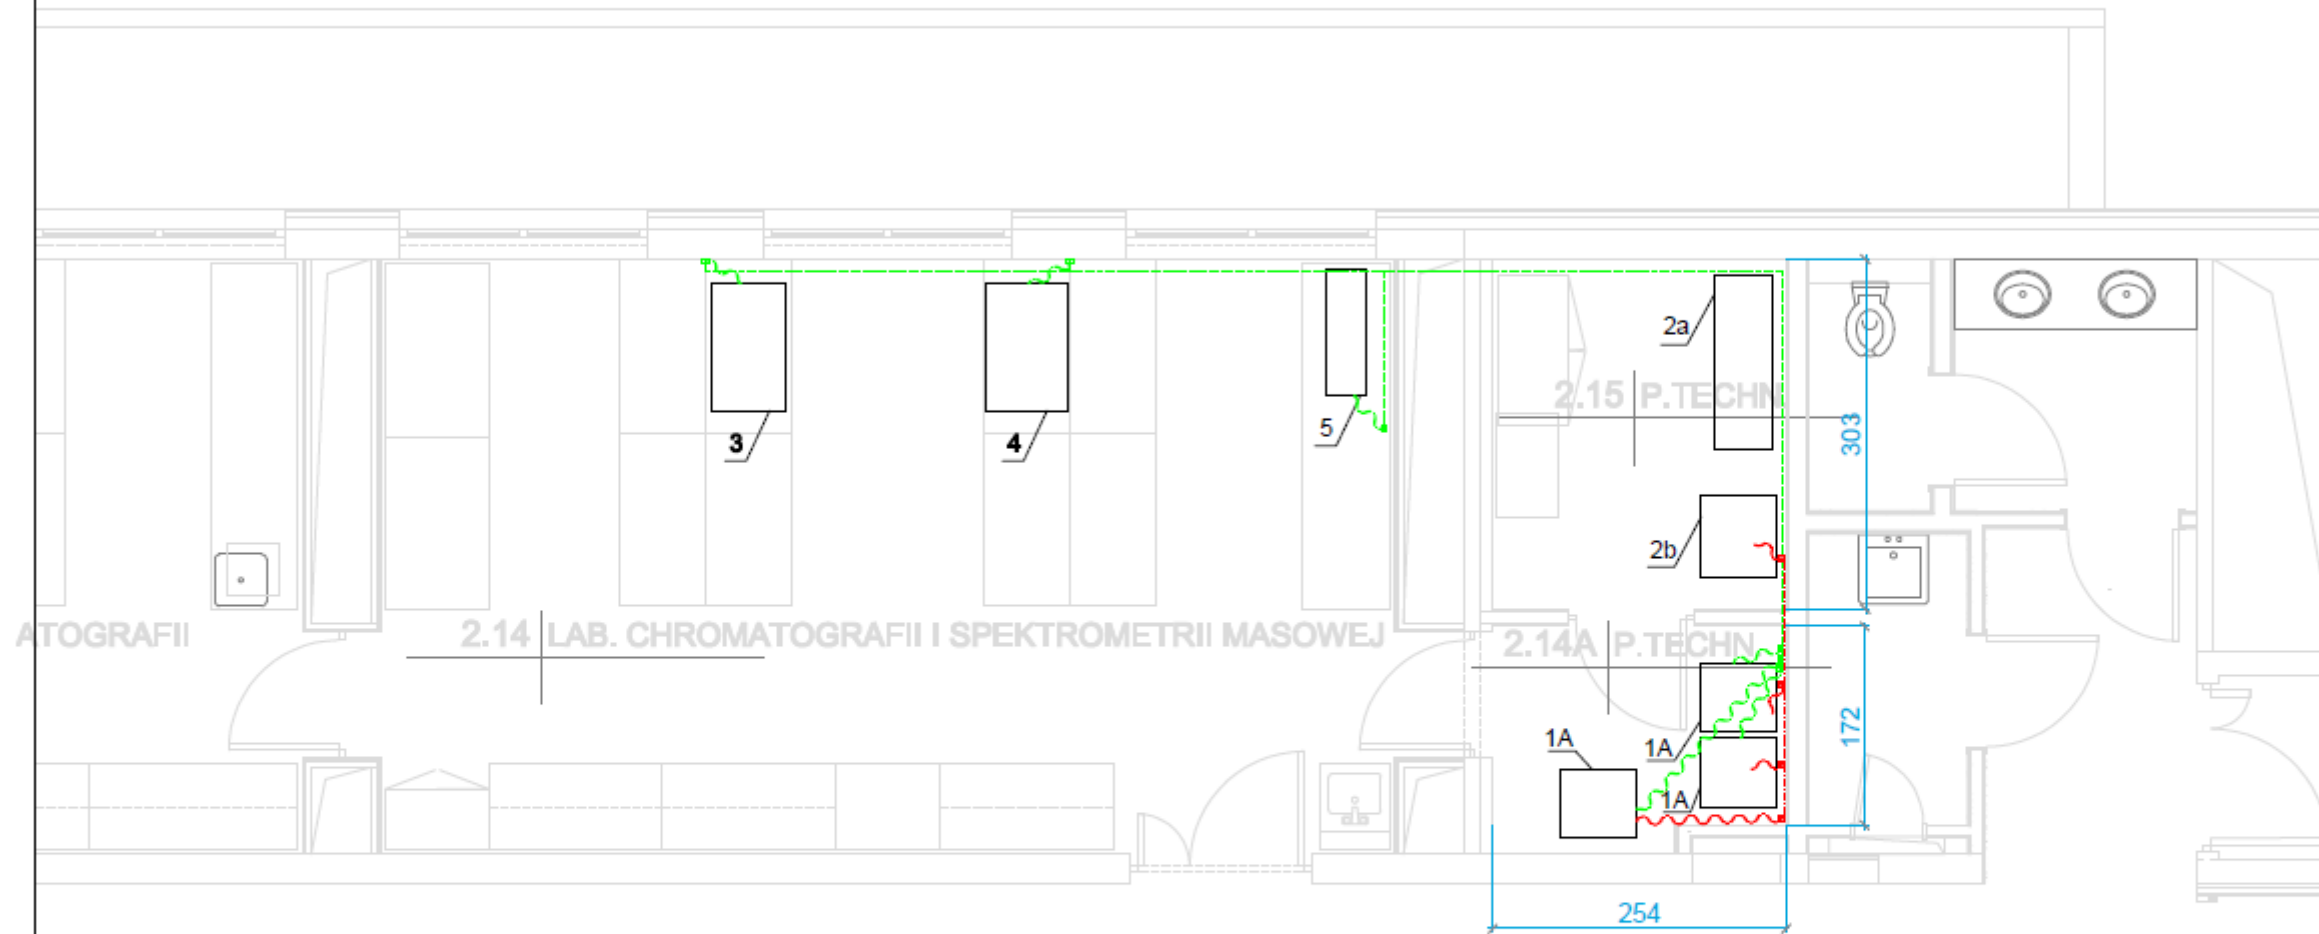 2a
2.15 P.TECHN
303
3
4
5
2b
ATOGRAFII
2.14 LAB. CHROMATOGRAFII I SPEKTROMETRII MASOWEJ
2.14A P.TECHN
172
1A
1A
1A
254